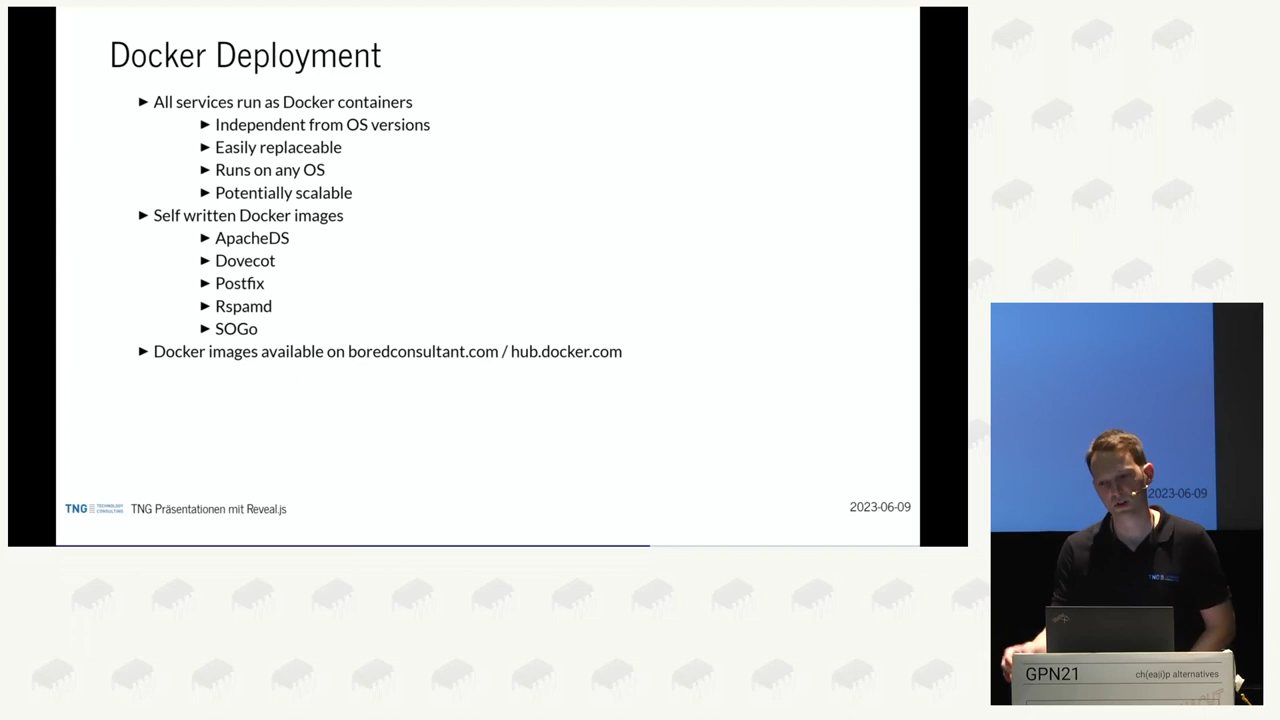 Docker Deployment
► All services run as Docker containers
► Independent from OS versions
► Easily replaceable
► Runs on any OS
► Potentially scalable
► Self written Docker images
► ApacheDS
► Dovecot
► Postfix
► Rspamd
► SOGo
► Docker images available on boredconsultant.com / hub.docker.com
TNG TECHNOLOGY CONSULTING TNG Präsentationen mit Reveal.js
2023-06-09
2023-06-09
TNG
GPN21
ch(ea|i)p alternatives